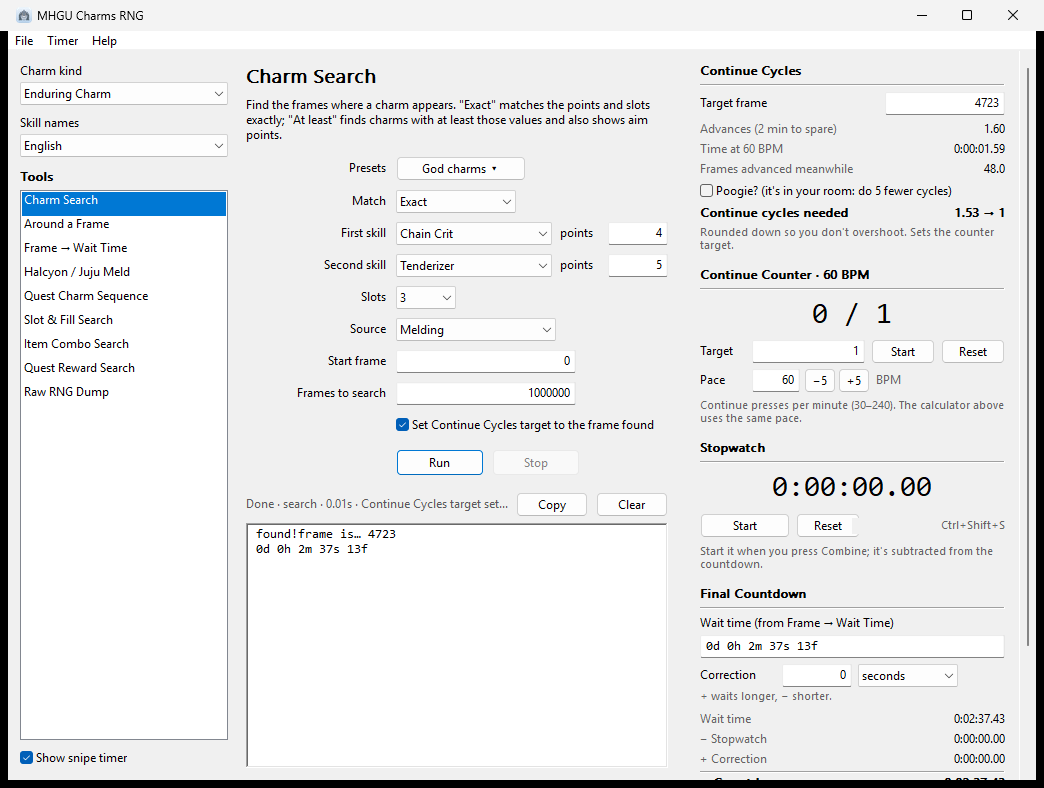 MHGU Charms RNG
File Timer Help
Charm kind
Enduring Charm
Skill names
English
Tools
Charm Search
Around a Frame
Frame → Wait Time
Halcyon / Juju Meld
Quest Charm Sequence
Slot & Fill Search
Item Combo Search
Quest Reward Search
Raw RNG Dump
Show snipe timer
Charm Search
Find the frames where a charm appears. "Exact" matches the points and slots
exactly; "At least" finds charms with at least those values and also shows aim
points.
Presets God charms ▾
Match Exact
First skill Chain Crit points 4
Second skill Tenderizer points 5
Slots 3
Source Melding
Start frame 0
Frames to search 1000000
Set Continue Cycles target to the frame found
Run Stop
Done · search · 0.01s · Continue Cycles target set... Copy Clear
found!frame is… 4723
0d 0h 2m 37s 13f
Continue Cycles
Target frame 4723
Advances (2 min to spare) 1.60
Time at 60 BPM 0:00:01.59
Frames advanced meanwhile 48.0
Poogie? (it's in your room: do 5 fewer cycles)
Continue cycles needed 1.53 → 1
Rounded down so you don't overshoot. Sets the counter
target.
Continue Counter · 60 BPM
0 / 1
Target 1 Start Reset
Pace 60 −5 +5 BPM
Continue presses per minute (30–240). The calculator above
uses the same pace.
Stopwatch
0:00:00.00
Start Reset Ctrl+Shift+S
Start it when you press Combine; it's subtracted from the
countdown.
Final Countdown
Wait time (from Frame → Wait Time)
0d 0h 2m 37s 13f
Correction 0 seconds
+ waits longer, − shorter.
Wait time 0:02:37.43
− Stopwatch 0:00:00.00
+ Correction 0:00:00.00